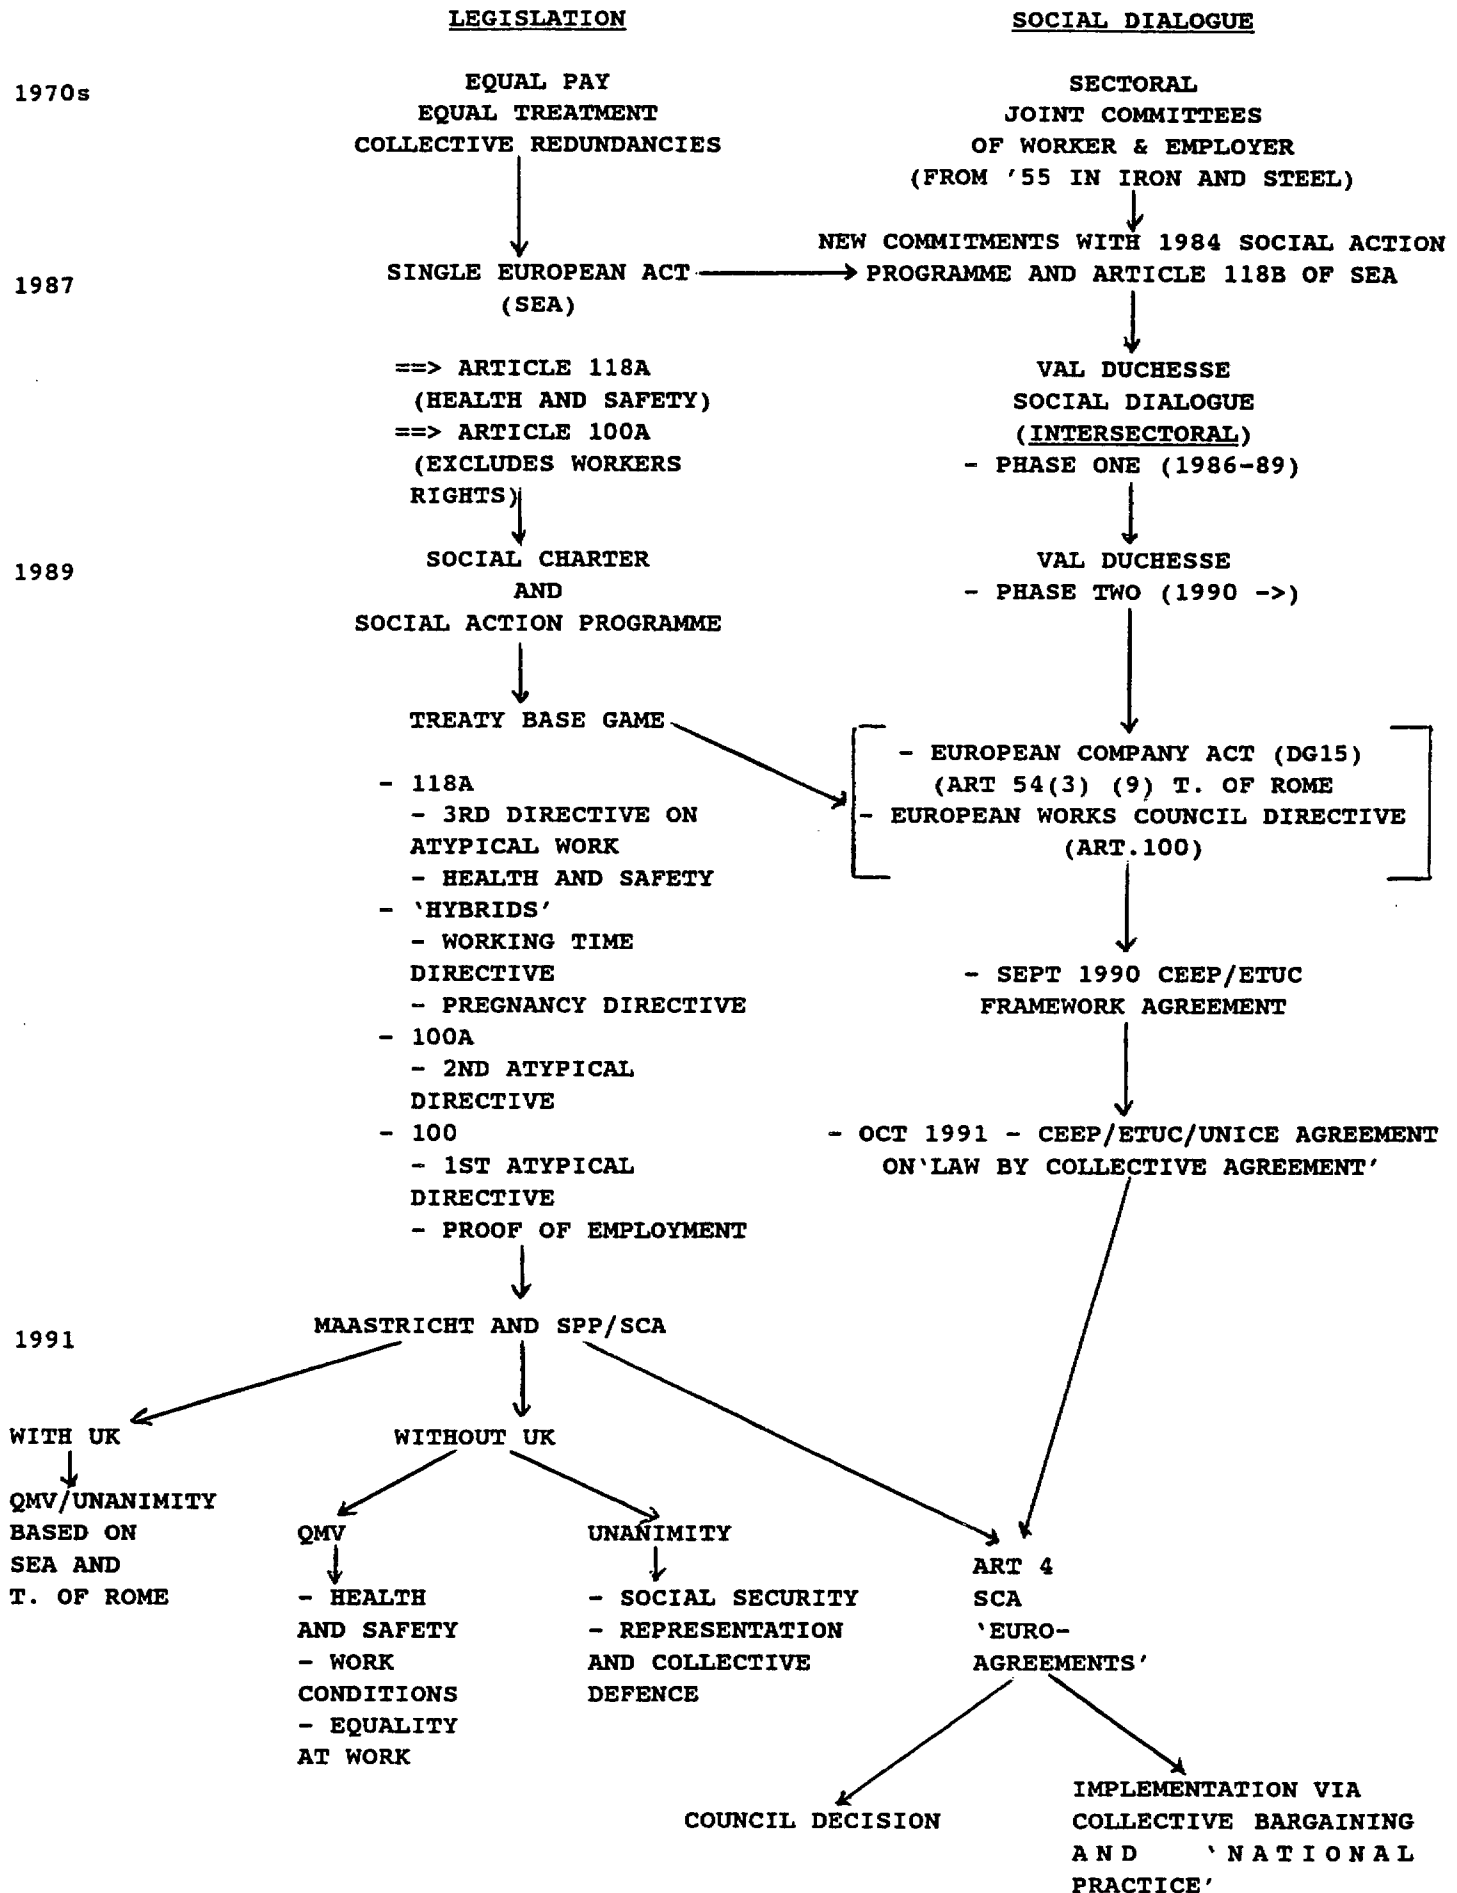 LEGISLATION
SOCIAL DIALOGUE
1970s
EQUAL PAY
EQUAL TREATMENT
COLLECTIVE REDUNDANCIES
SECTORAL
JOINT COMMITTEES
OF WORKER & EMPLOYER
(FROM '55 IN IRON AND STEEL)
1987
SINGLE EUROPEAN ACT
(SEA)
NEW COMMITMENTS WITH 1984 SOCIAL ACTION
PROGRAMME AND ARTICLE 118B OF SEA
==> ARTICLE 118A
(HEALTH AND SAFETY)
==> ARTICLE 100A
(EXCLUDES WORKERS
RIGHTS)
VAL DUCHESSE
SOCIAL DIALOGUE
(INTERSECTORAL)
- PHASE ONE (1986-89)
1989
SOCIAL CHARTER
AND
SOCIAL ACTION PROGRAMME
VAL DUCHESSE
- PHASE TWO (1990 ->)
TREATY BASE GAME
- 118A
- 3RD DIRECTIVE ON
ATYPICAL WORK
- HEALTH AND SAFETY
- 'HYBRIDS'
- WORKING TIME
DIRECTIVE
- PREGNANCY DIRECTIVE
- 100A
- 2ND ATYPICAL
DIRECTIVE
- 100
- 1ST ATYPICAL
DIRECTIVE
- PROOF OF EMPLOYMENT
- EUROPEAN COMPANY ACT (DG15)
(ART 54(3) (9) T. OF ROME
- EUROPEAN WORKS COUNCIL DIRECTIVE
(ART.100)
- SEPT 1990 CEEP/ETUC
FRAMEWORK AGREEMENT
- OCT 1991 - CEEP/ETUC/UNICE AGREEMENT
ON'LAW BY COLLECTIVE AGREEMENT'
1991
MAASTRICHT AND SPP/SCA
WITH UK
QMV/UNANIMITY
BASED ON
SEA AND
T. OF ROME
WITHOUT UK
QMV
- HEALTH
AND SAFETY
- WORK
CONDITIONS
- EQUALITY
AT WORK
UNANIMITY
- SOCIAL SECURITY
- REPRESENTATION
AND COLLECTIVE
DEFENCE
ART 4
SCA
'EURO-
AGREEMENTS'
COUNCIL DECISION
IMPLEMENTATION VIA
COLLECTIVE BARGAINING
AND 'NATIONAL
PRACTICE'